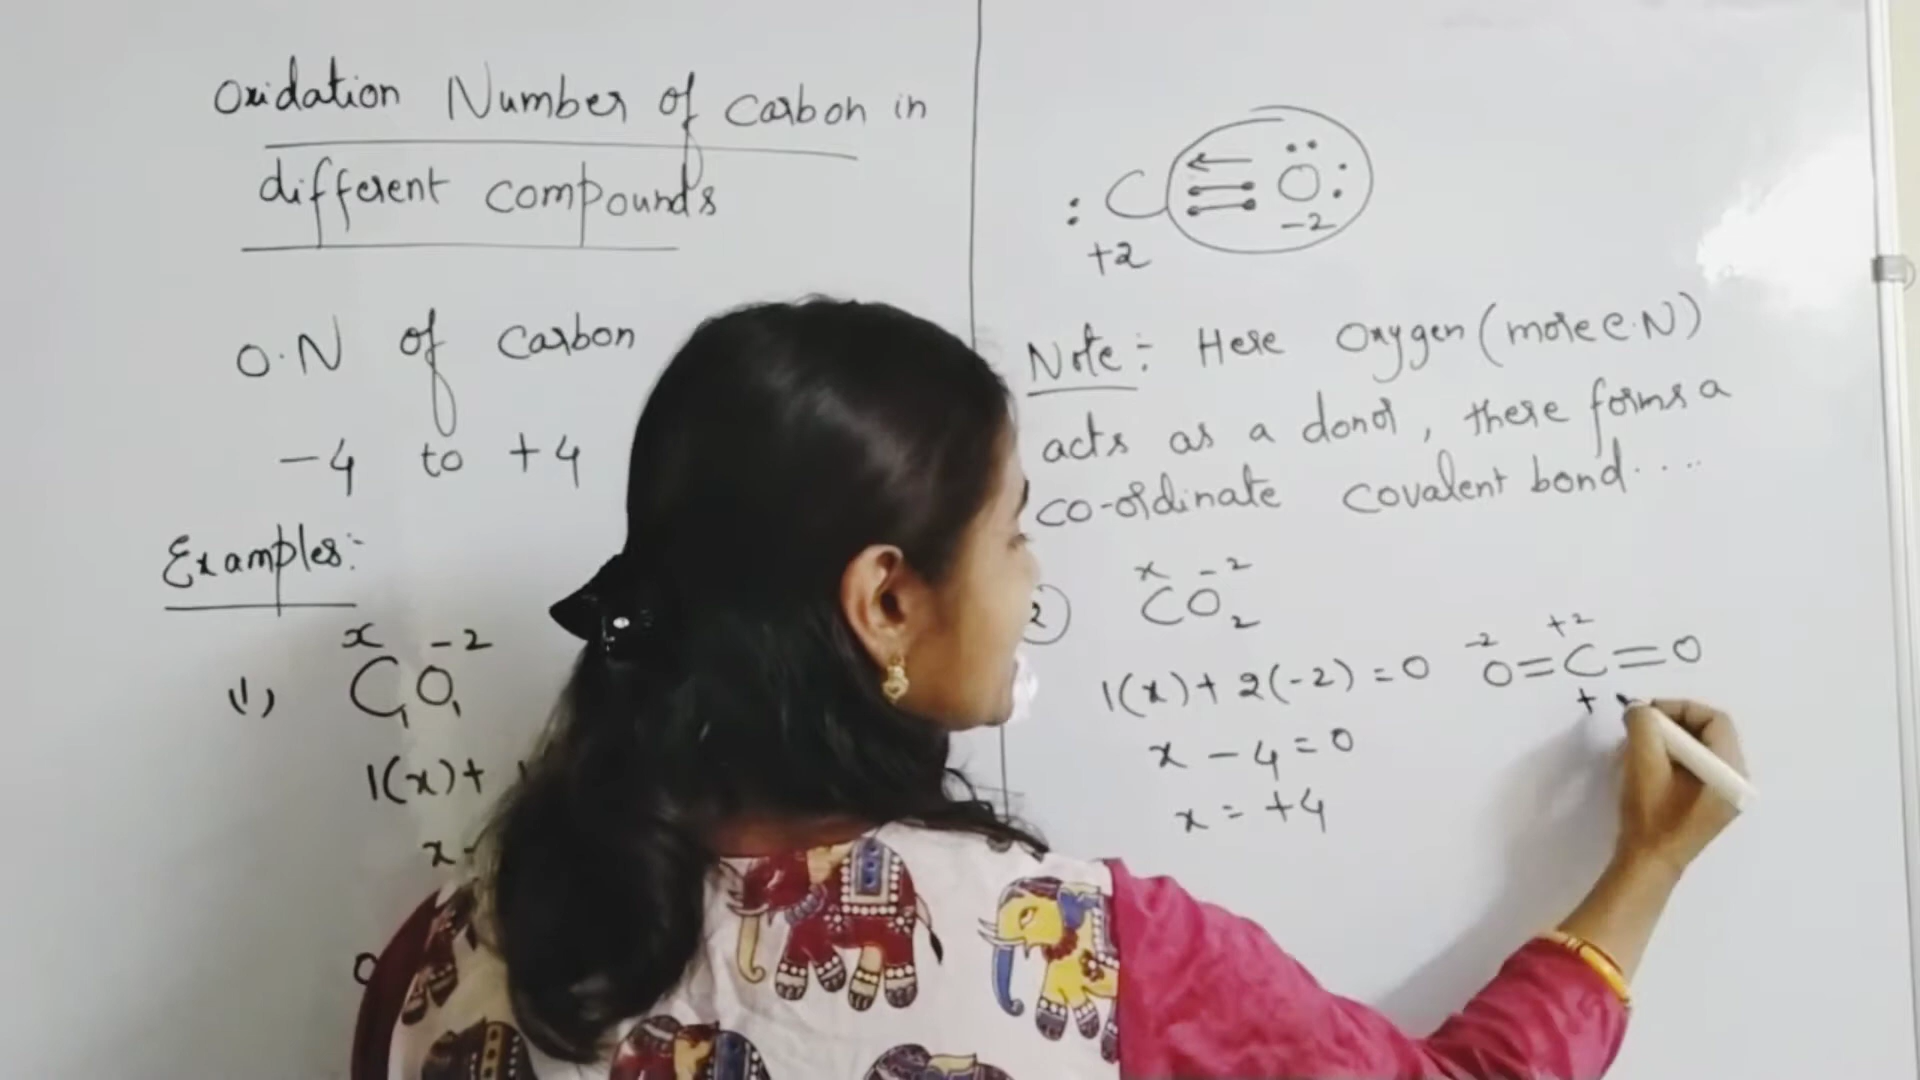 Oxidation Number of carbon in
different compounds
O.N of carbon
-4 to +4
Examples:-
x -2
(1) C₁O₁
1(x)+ 1
x-
:C O:
-2
+2
Note:- Here Oxygen (more e.N)
acts as a donor, there forms a
co-ordinate covalent bond....
x -2
2 CO₂
1(x) + 2(-2) = 0
x - 4 = 0
x = +4
-2 +2
O=C=O
+